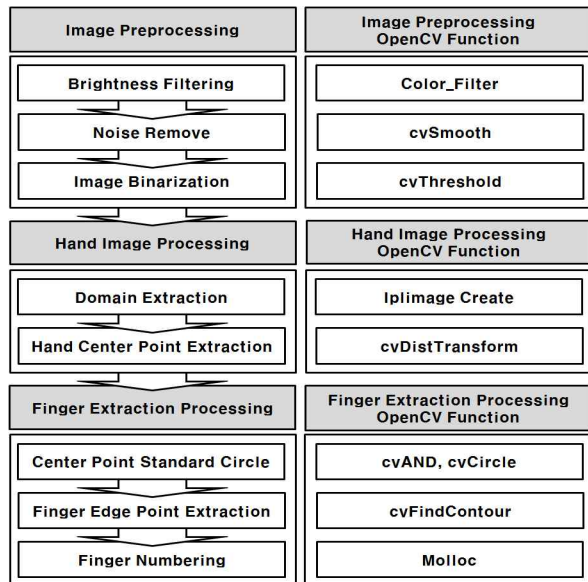 Image Preprocessing
Image Preprocessing
OpenCV Function
Brightness Filtering
Color_Filter
Noise Remove
cvSmooth
Image Binarization
cvThreshold
Hand Image Processing
Hand Image Processing
OpenCV Function
Domain Extraction
Iplimage Create
Hand Center Point Extraction
cvDistTransform
Finger Extraction Processing
Finger Extraction Processing
OpenCV Function
Center Point Standard Circle
cvAND, cvCircle
Finger Edge Point Extraction
cvFindContour
Finger Numbering
Molloc